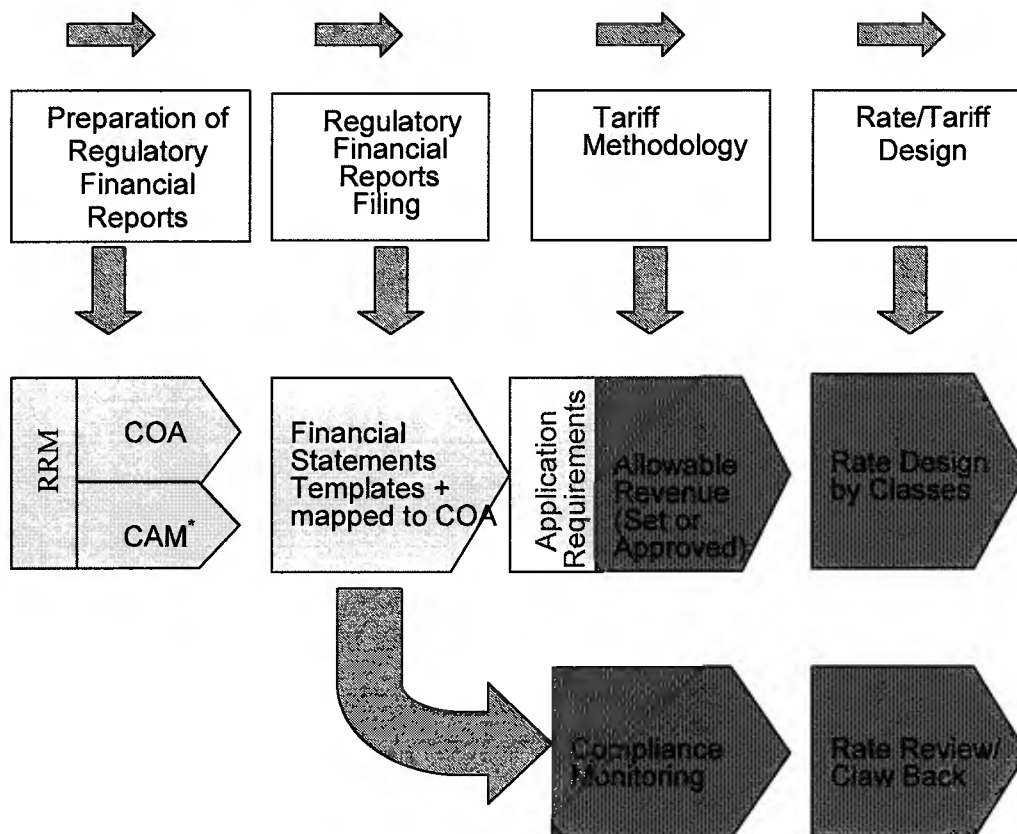 Preparation of
Regulatory
Financial
Reports
Regulatory
Financial
Reports
Filing
Tariff
Methodology
Rate/Tariff
Design
RRM
COA
CAM*
Financial
Statements
Templates +
mapped to COA
Application
Requirements
Allowable
Revenue
(Set or
Approved)
Rate Design
by Classes
Compliance
Monitoring
Rate Review/
Claw Back